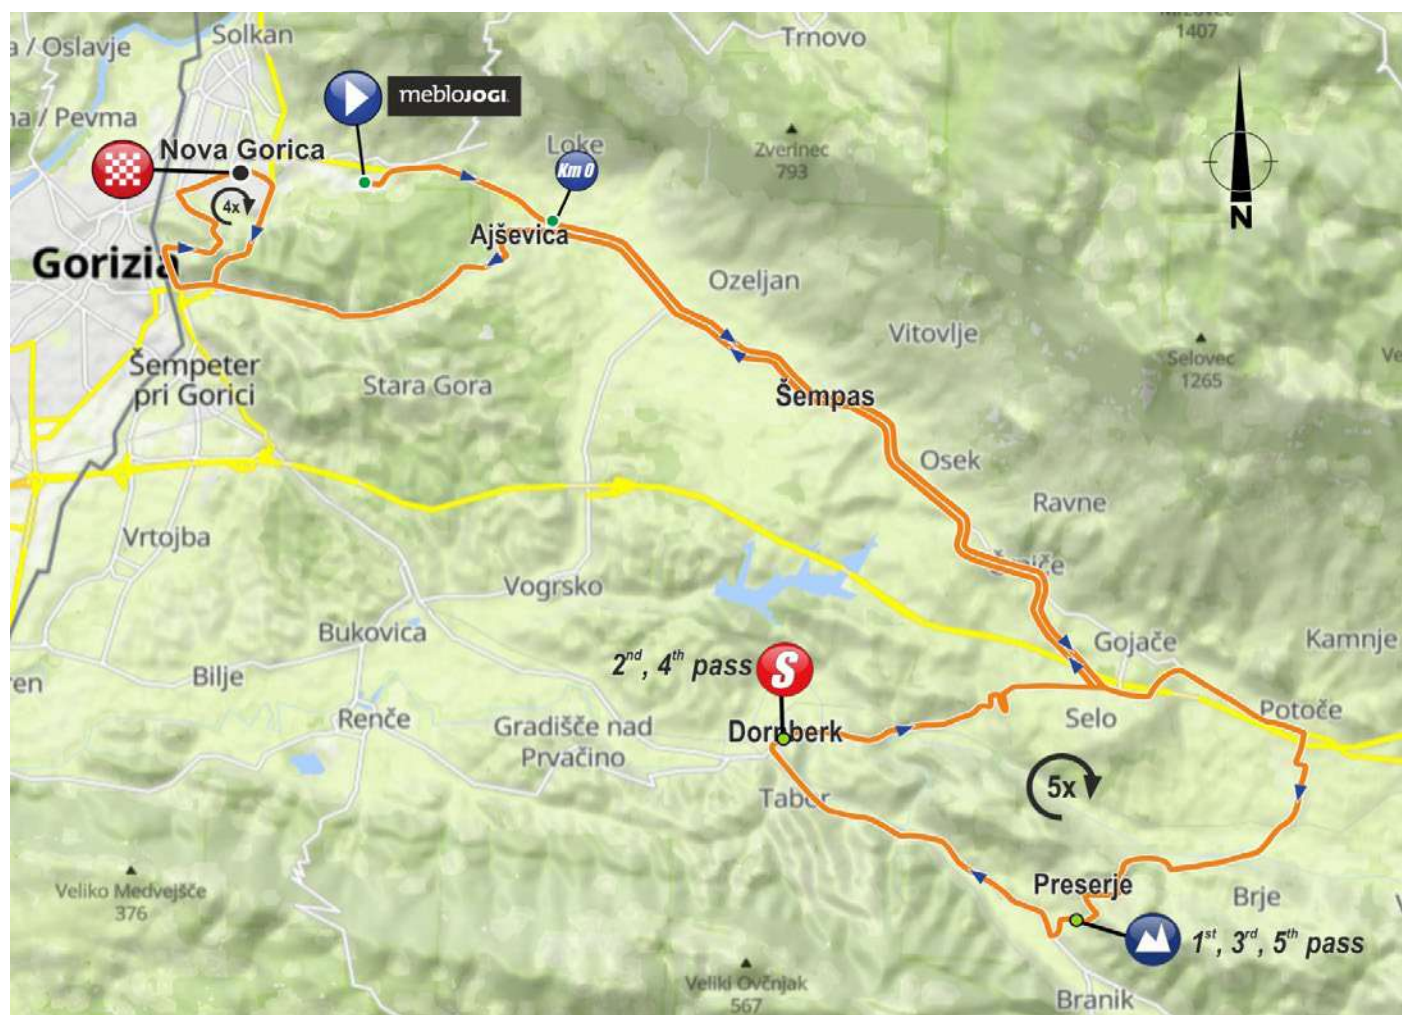 1407
Solkan
/ Oslavje
Trnovo
meblojogi
/ Pevma
Loke
Zverinec
793
Nova Gorica
Km 0
4x
N
Ajševica
Gorizia
Ozeljan
Vitovlje
Selovec
1265
Šempeter
pri Gorici
Stara Gora
Šempas
Osek
Ravne
Vrtojba
Vogrsko
Bukovica
Gojače
Kamnje
2nd, 4th pass
S
Bilje
Renče
Gradišče nad
Prvačino
Dornberk
Selo
Potoče
Tabor
5x
Veliko Medvejšče
376
Preserje
Brje
1st, 3rd, 5th pass
Veliki Ovčnjak
567
Branik